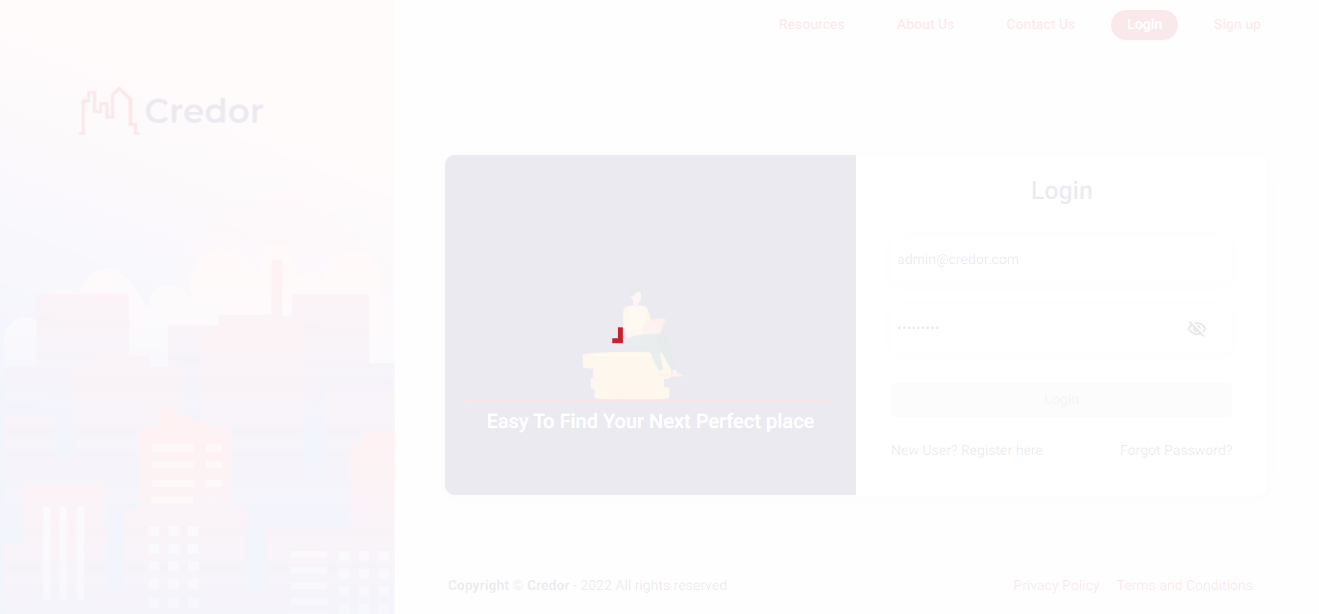 Resources About Us Contact Us Login Sign up
Credor
Login
admin@credor.com
•••••••••
Login
Easy To Find Your Next Perfect place
New User? Register here Forgot Password?
Copyright © Credor - 2022 All rights reserved
Privacy Policy Terms and Conditions